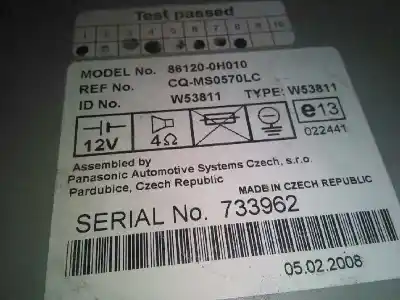 Test passed
1 2 3 4 5 6 7 8 9 10
MODEL No. 86120-0H010
REF No. CQ-MS0570LC
ID No. W53811 TYPE: W53811
12V 4Ω e13
022441
Assembled by
Panasonic Automotive Systems Czech, s.r.o.
Pardubice, Czech Republic
MADE IN CZECH REPUBLIC
SERIAL No. 733962
05.02.2008